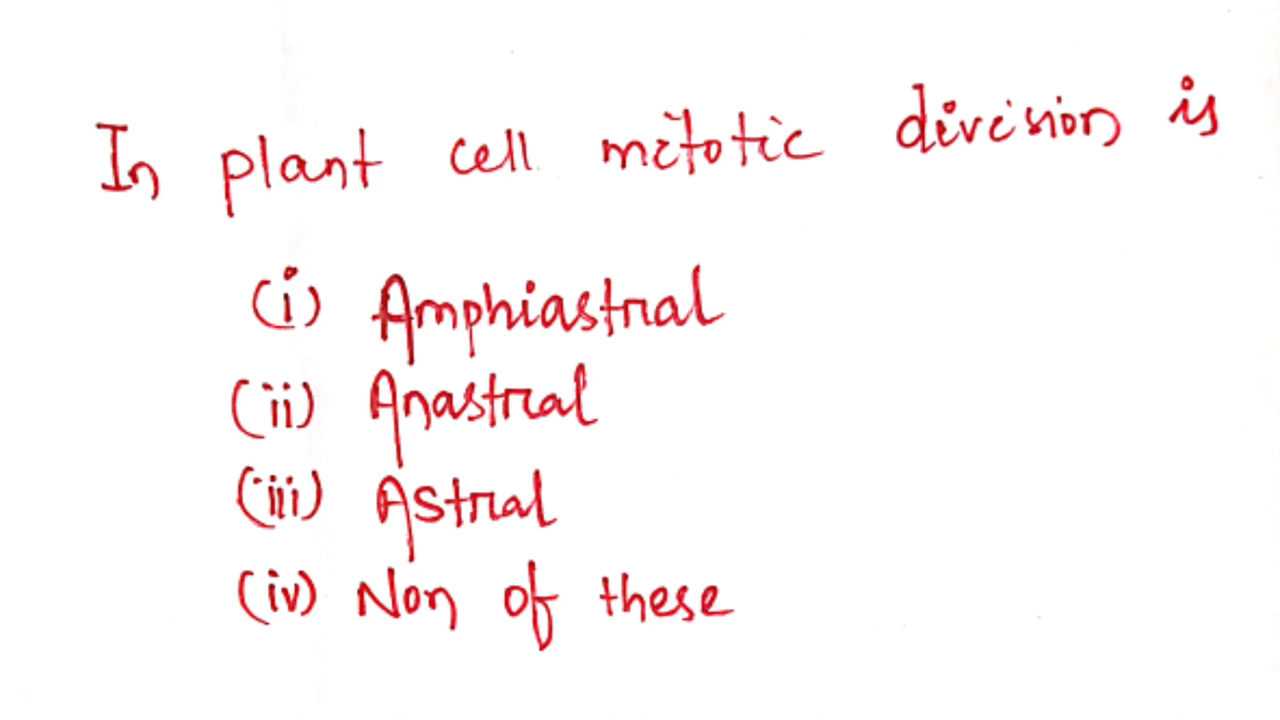 In plant cell mitotic division is
(i) Amphiastral
(ii) Anastral
(iii) Astral
(iv) Non of these